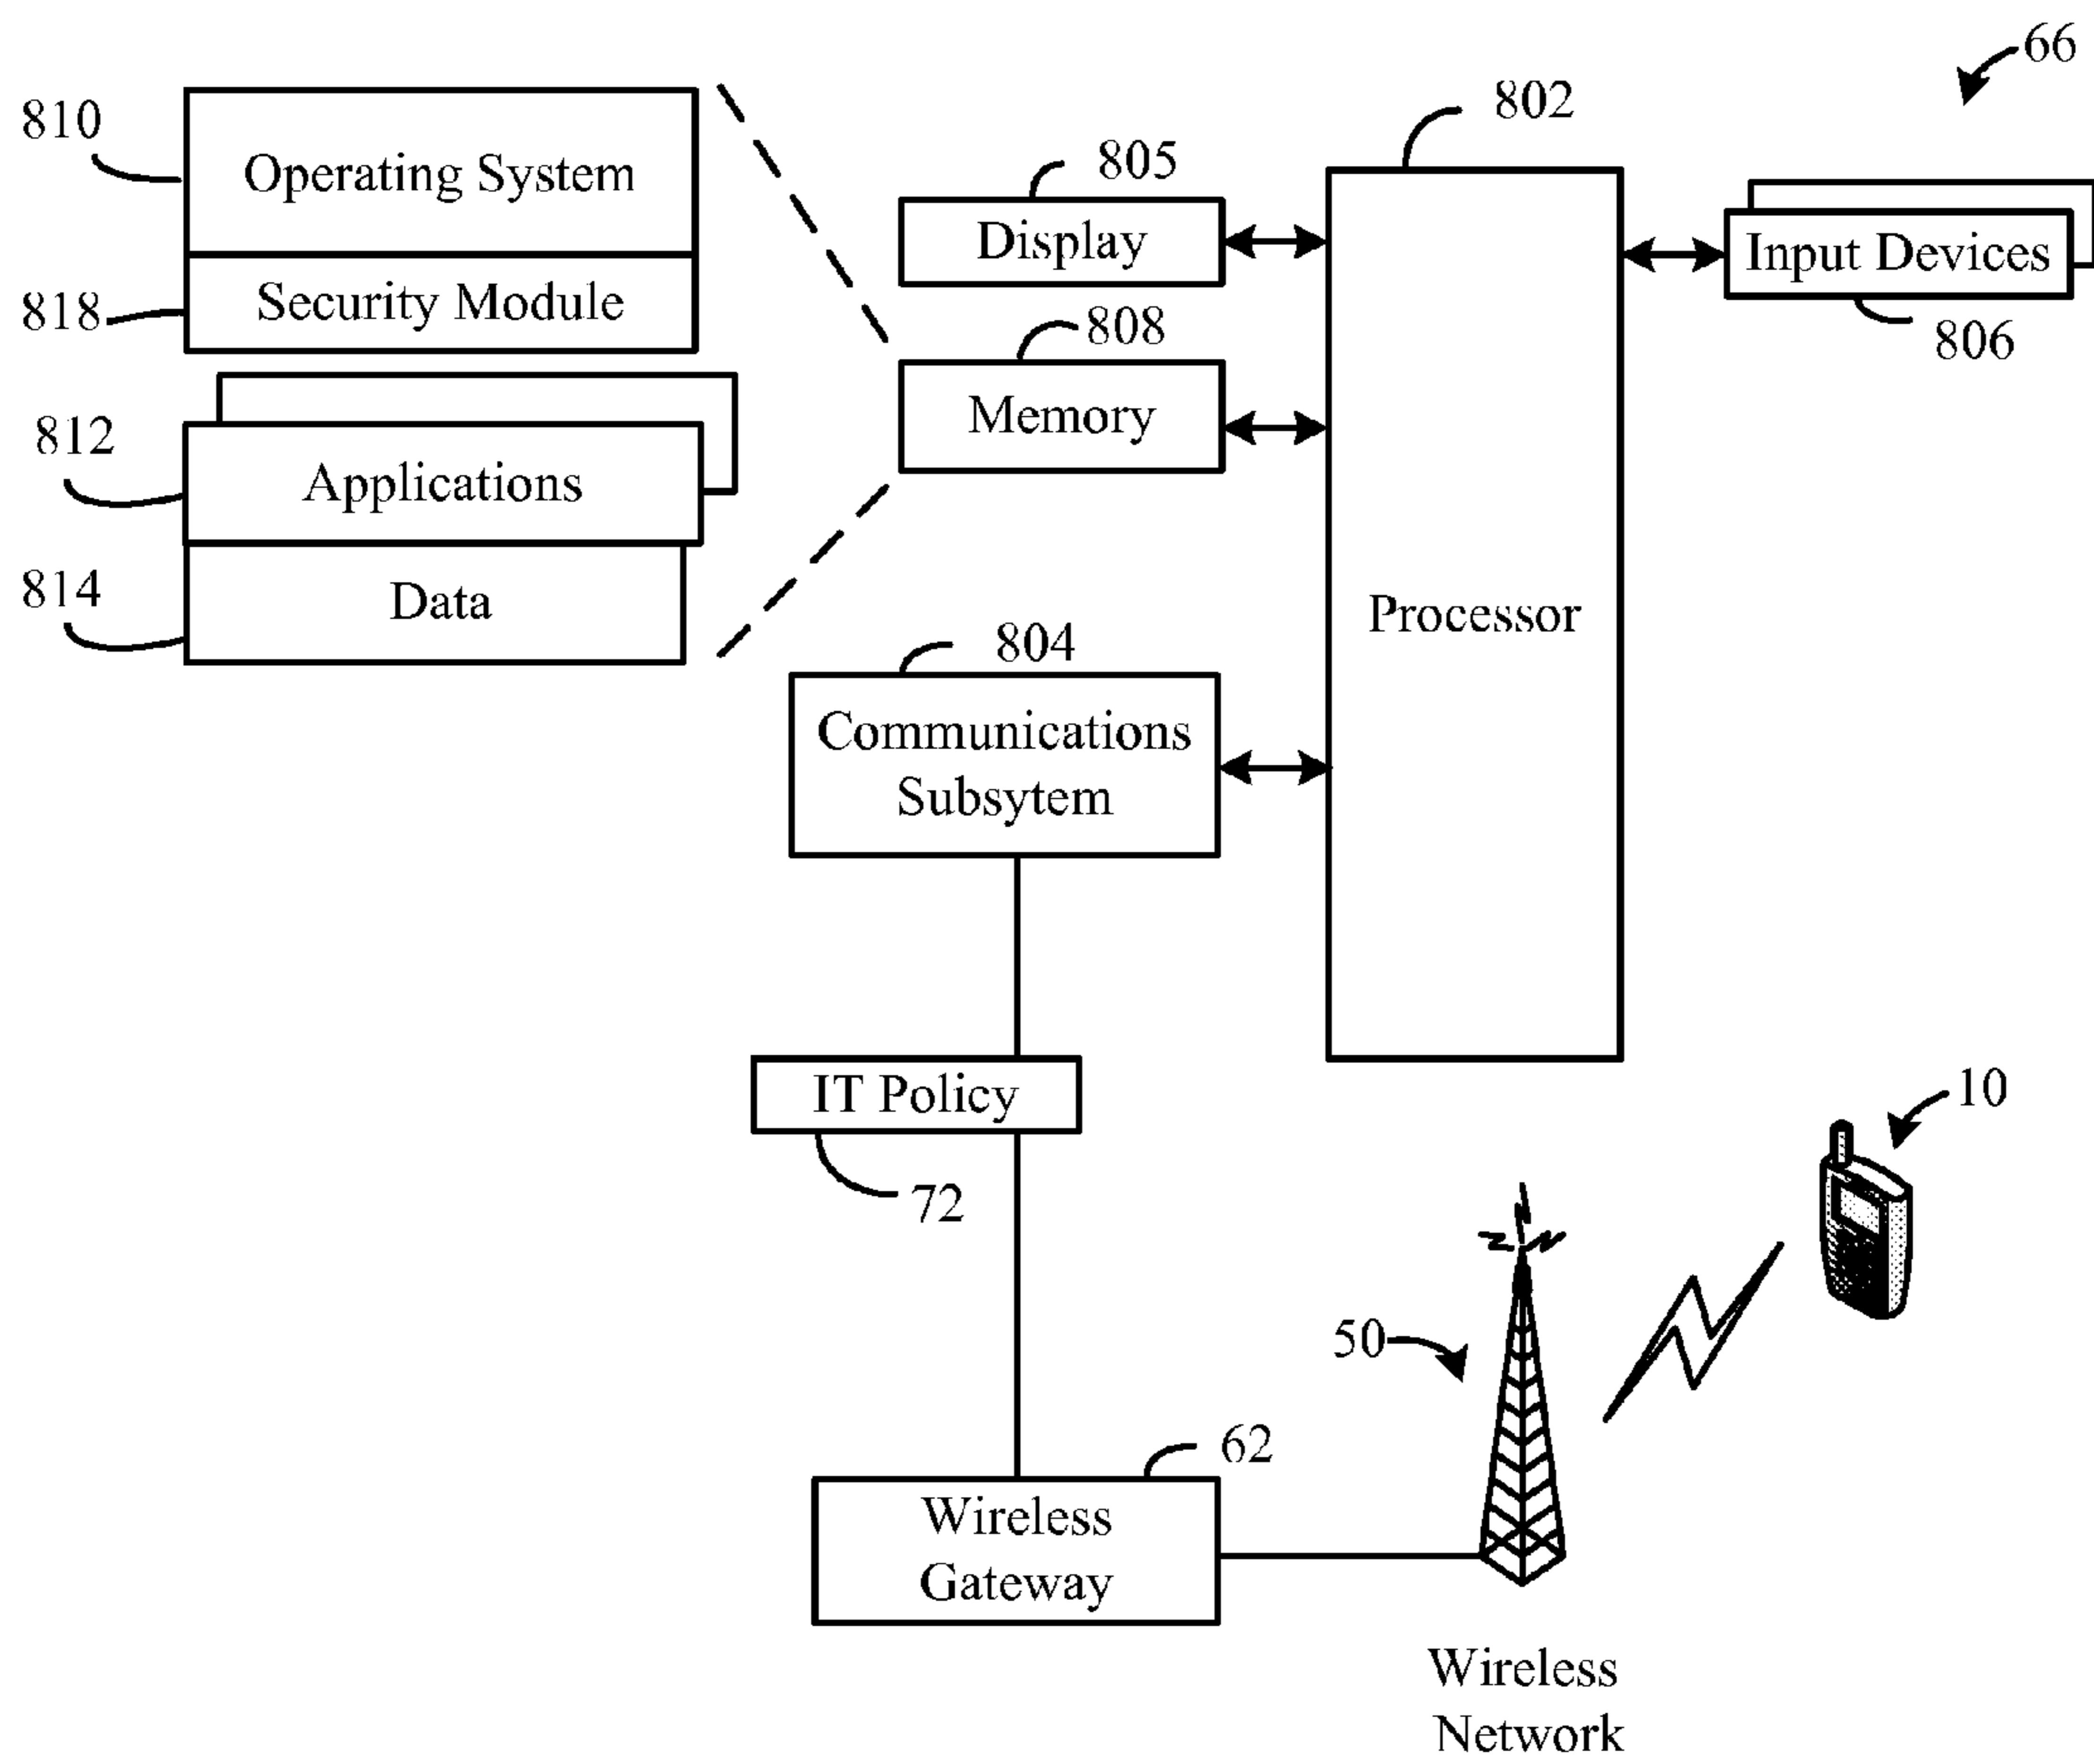 66
802
810
805
Operating System
Display
Input Devices
818
Security Module
808
806
Memory
812
Applications
814
Data
Processor
804
Communications
Subsytem
IT Policy
10
72
50
62
Wireless
Gateway
Wireless
Network